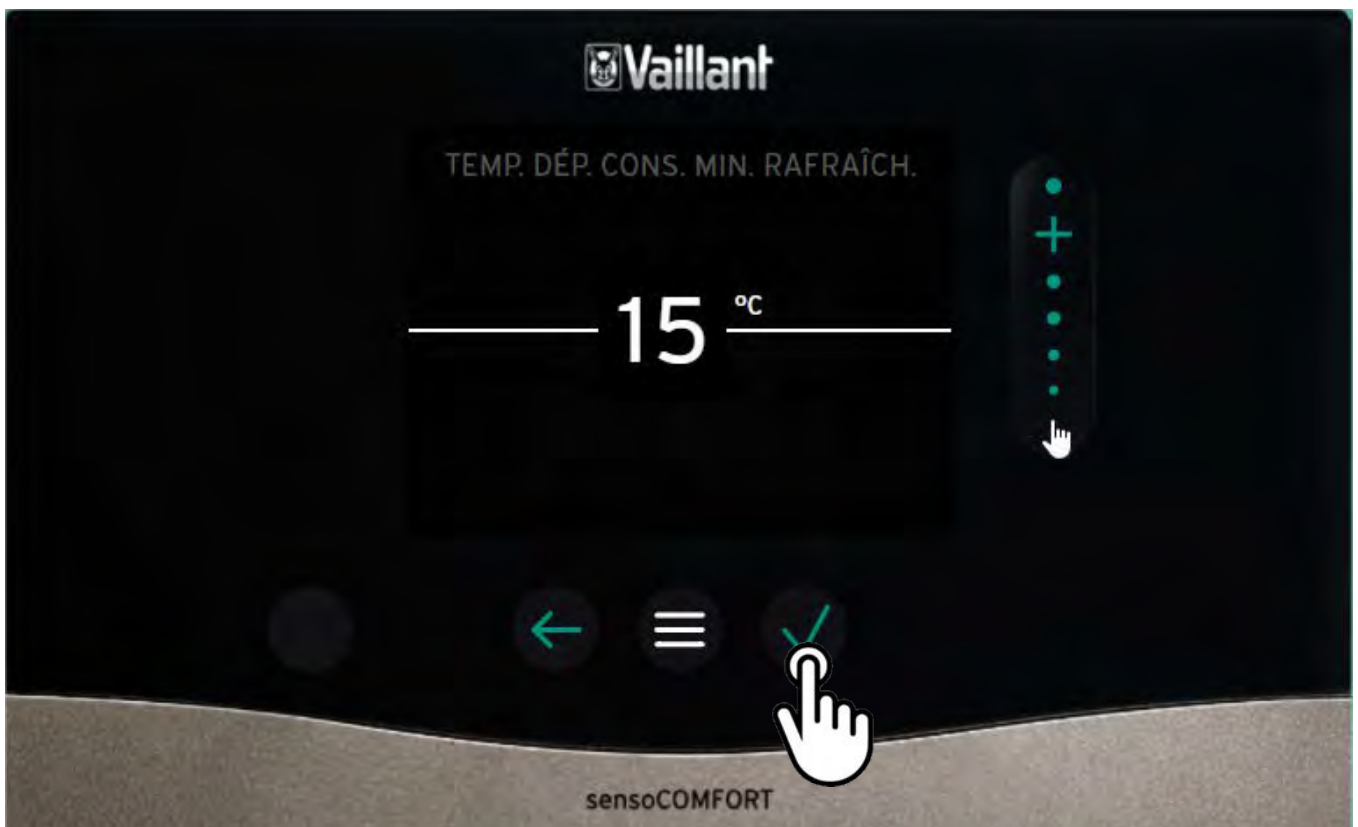 Vaillant
TEMP. DÉP. CONS. MIN. RAFRAÎCH.
15 °C
sensoCOMFORT